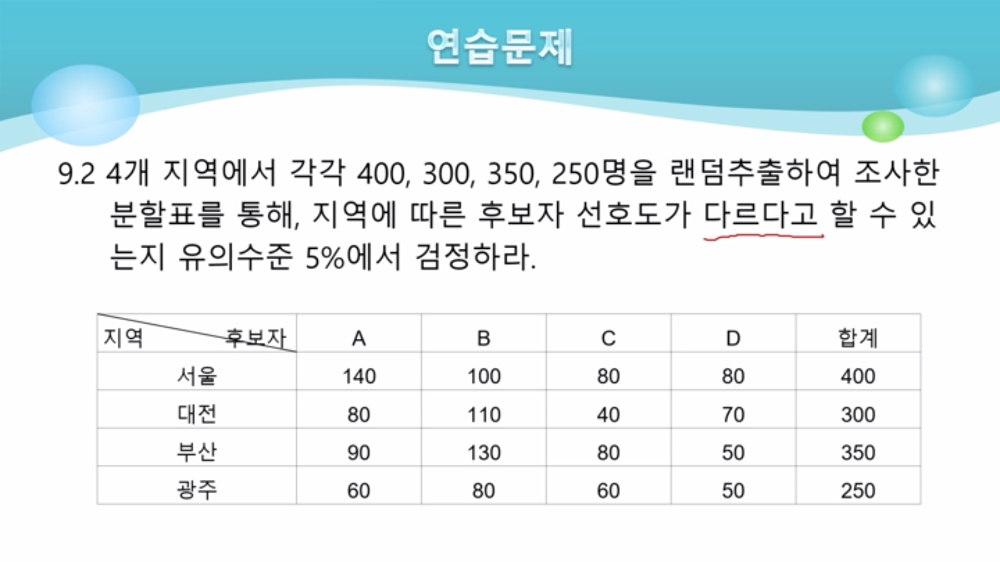 연습문제
9.2 4개 지역에서 각각 400, 300, 350, 250명을 랜덤추출하여 조사한
분할표를 통해, 지역에 따른 후보자 선호도가 다르다고 할 수 있
는지 유의수준 5%에서 검정하라.
지역 후보자 A B C D 합계
서울 140 100 80 80 400
대전 80 110 40 70 300
부산 90 130 80 50 350
광주 60 80 60 50 250